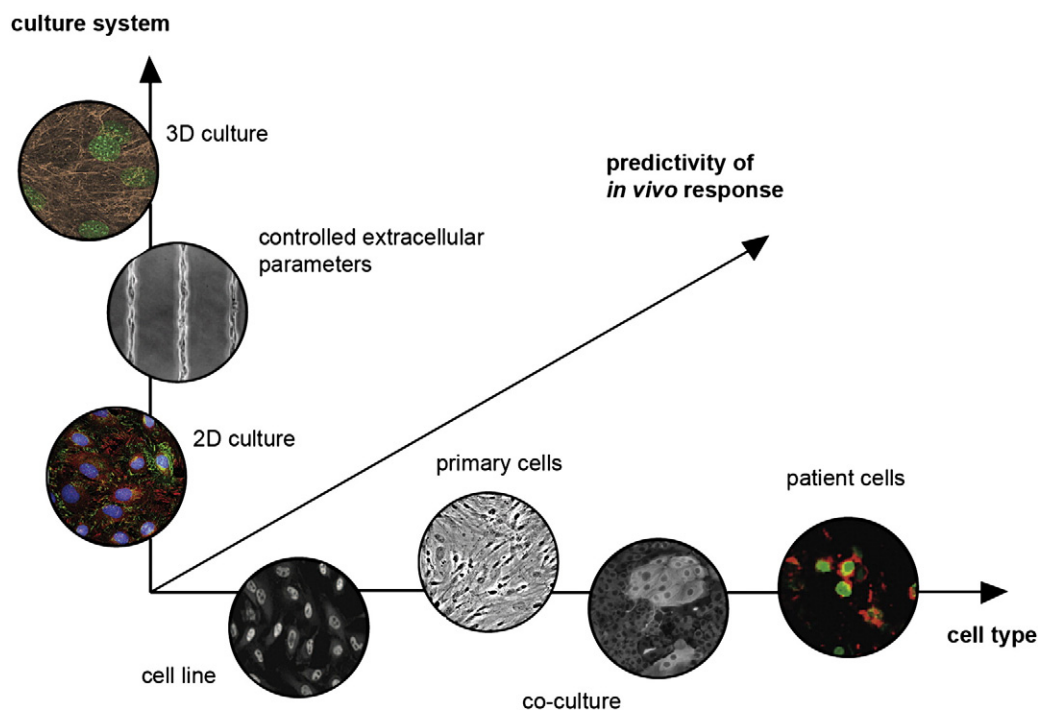 culture system
3D culture
predictivity of
in vivo response
controlled extracellular
parameters
2D culture
primary cells
patient cells
cell line
co-culture
cell type